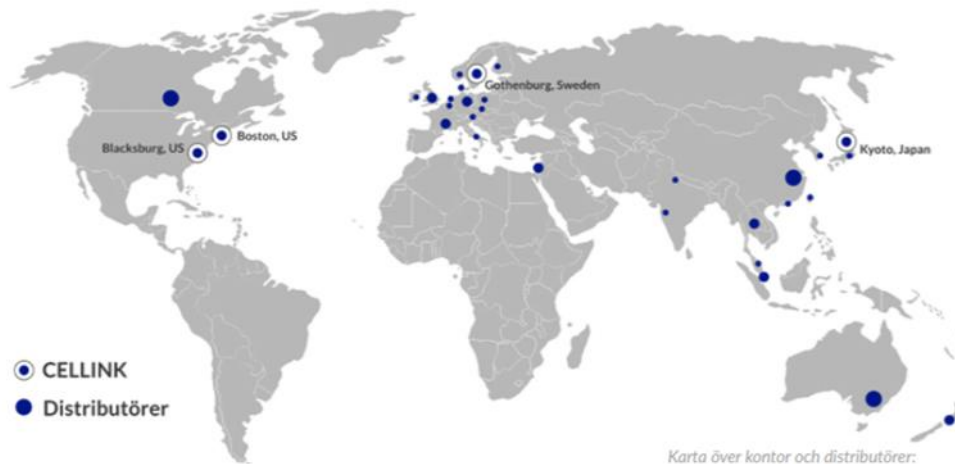 Gothenburg, Sweden
Boston, US
Blacksburg, US
Kyoto, Japan
CELLINK
Distributörer
Karta över kontor och distributörer: